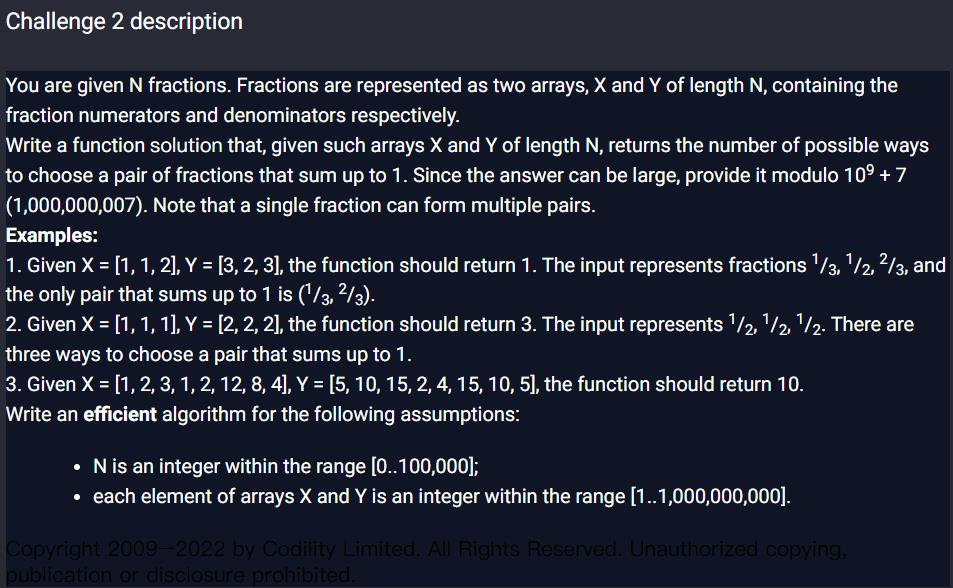 Challenge 2 description
You are given N fractions. Fractions are represented as two arrays, X and Y of length N, containing the
fraction numerators and denominators respectively.
Write a function solution that, given such arrays X and Y of length N, returns the number of possible ways
to choose a pair of fractions that sum up to 1. Since the answer can be large, provide it modulo 10⁹ + 7
(1,000,000,007). Note that a single fraction can form multiple pairs.
Examples:
1. Given X = [1, 1, 2], Y = [3, 2, 3], the function should return 1. The input represents fractions ¹/₃, ¹/₂, ²/₃, and
the only pair that sums up to 1 is (¹/₃, ²/₃).
2. Given X = [1, 1, 1], Y = [2, 2, 2], the function should return 3. The input represents ¹/₂, ¹/₂, ¹/₂. There are
three ways to choose a pair that sums up to 1.
3. Given X = [1, 2, 3, 1, 2, 12, 8, 4], Y = [5, 10, 15, 2, 4, 15, 10, 5], the function should return 10.
Write an efficient algorithm for the following assumptions:
• N is an integer within the range [0..100,000];
• each element of arrays X and Y is an integer within the range [1..1,000,000,000].
Copyright 2009—2022 by Codility Limited. All Rights Reserved. Unauthorized copying,
publication or disclosure prohibited.